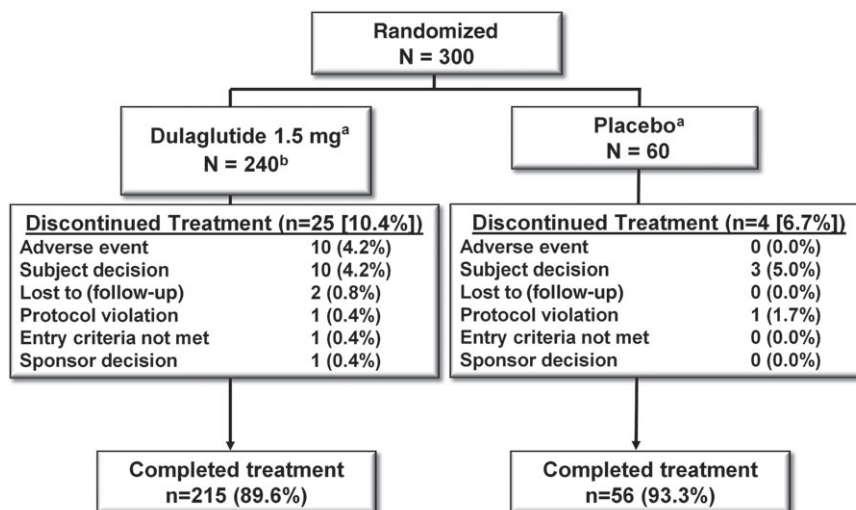 Randomized
N = 300
Dulaglutide 1.5 mgᵃ
N = 240ᵇ
Placeboᵃ
N = 60
Discontinued Treatment (n=25 [10.4%])
Adverse event 10 (4.2%)
Subject decision 10 (4.2%)
Lost to (follow-up) 2 (0.8%)
Protocol violation 1 (0.4%)
Entry criteria not met 1 (0.4%)
Sponsor decision 1 (0.4%)
Discontinued Treatment (n=4 [6.7%])
Adverse event 0 (0.0%)
Subject decision 3 (5.0%)
Lost to (follow-up) 0 (0.0%)
Protocol violation 1 (1.7%)
Entry criteria not met 0 (0.0%)
Sponsor decision 0 (0.0%)
Completed treatment
n=215 (89.6%)
Completed treatment
n=56 (93.3%)